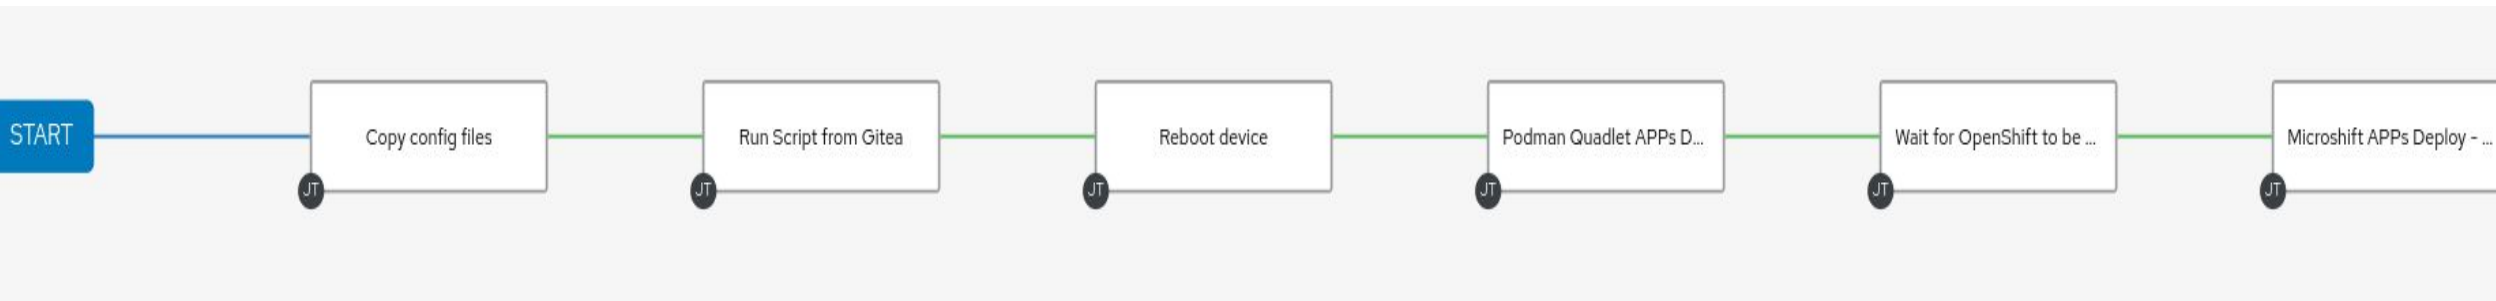 START
Copy config files
JT
Run Script from Gitea
JT
Reboot device
JT
Podman Quadlet APPs D...
JT
Wait for OpenShift to be ...
JT
Microshift APPs Deploy - ...
JT